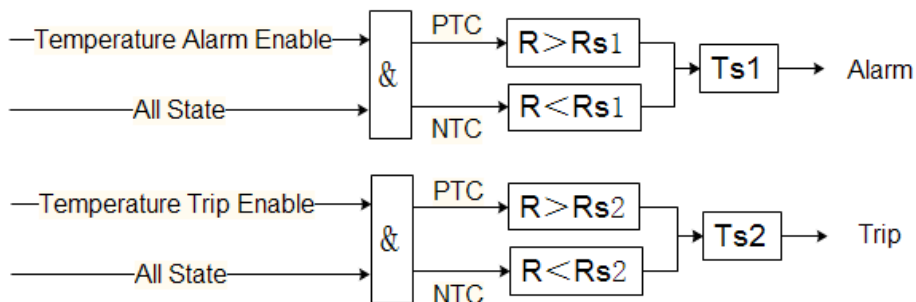 Temperature Alarm Enable
All State
&
PTC
NTC
R＞Rs1
R＜Rs1
Ts1
Alarm
Temperature Trip Enable
All State
&
PTC
NTC
R＞Rs2
R＜Rs2
Ts2
Trip